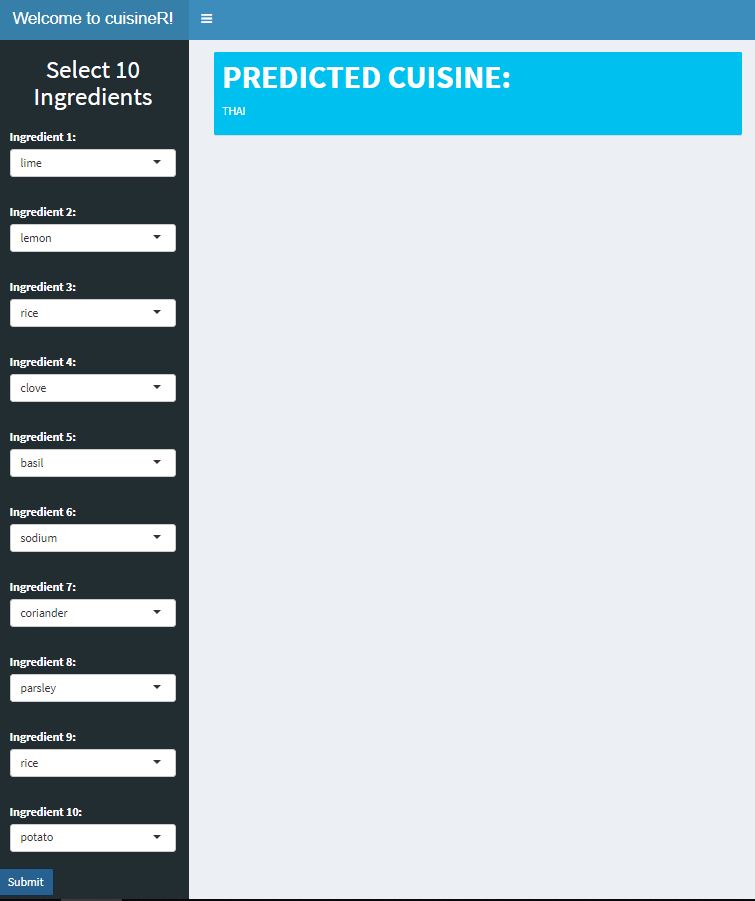 Welcome to cuisineR!
Select 10
Ingredients
Ingredient 1:
lime
Ingredient 2:
lemon
Ingredient 3:
rice
Ingredient 4:
clove
Ingredient 5:
basil
Ingredient 6:
sodium
Ingredient 7:
coriander
Ingredient 8:
parsley
Ingredient 9:
rice
Ingredient 10:
potato
Submit
PREDICTED CUISINE:
THAI